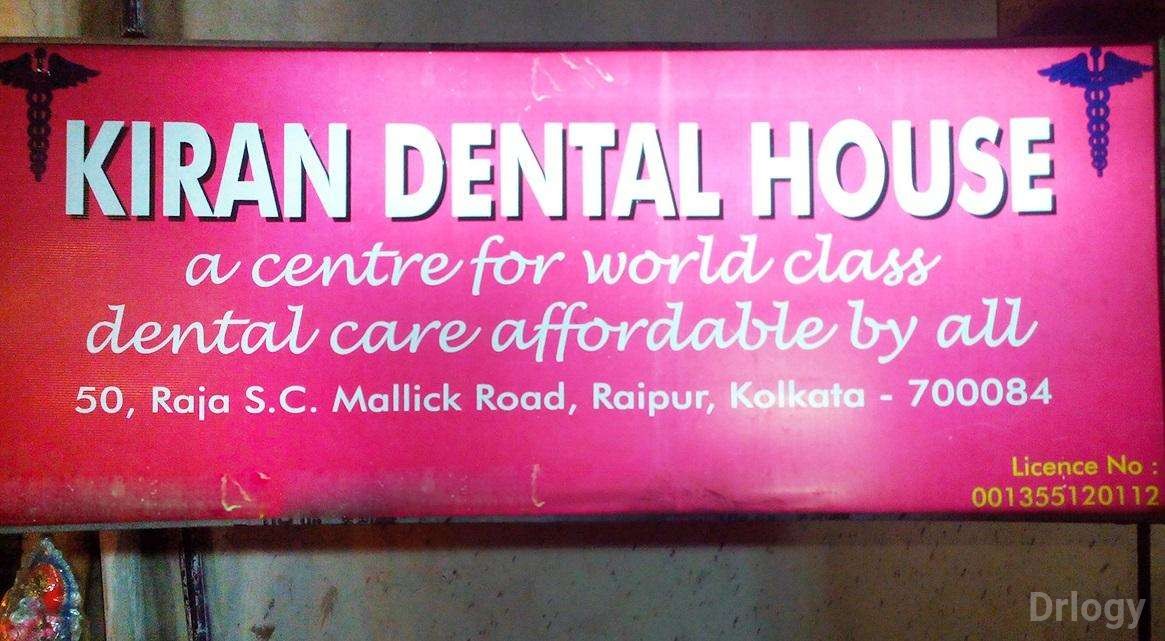 KIRAN DENTAL HOUSE
a centre for world class
dental care affordable by all
50, Raja S.C. Mallick Road, Raipur, Kolkata - 700084
Licence No :
001355120112
Drlogy